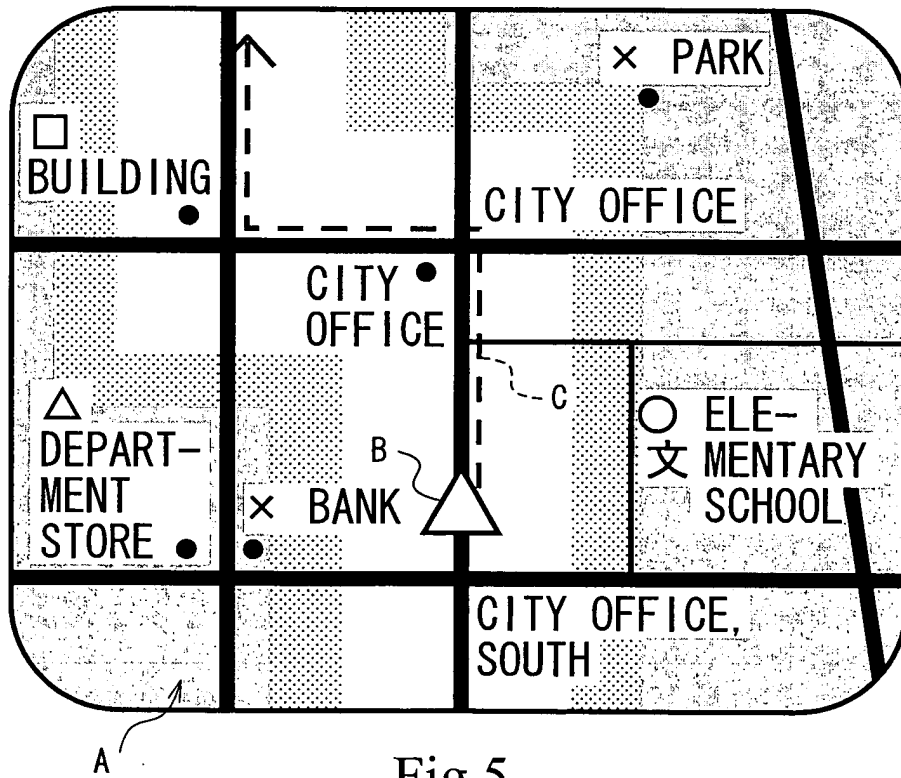 × PARK
□
BUILDING
CITY OFFICE
CITY
OFFICE
C
△
DEPART-
MENT
STORE
B
× BANK
○ ELE-
文 MENTARY
SCHOOL
CITY OFFICE,
SOUTH
A
Fig.5